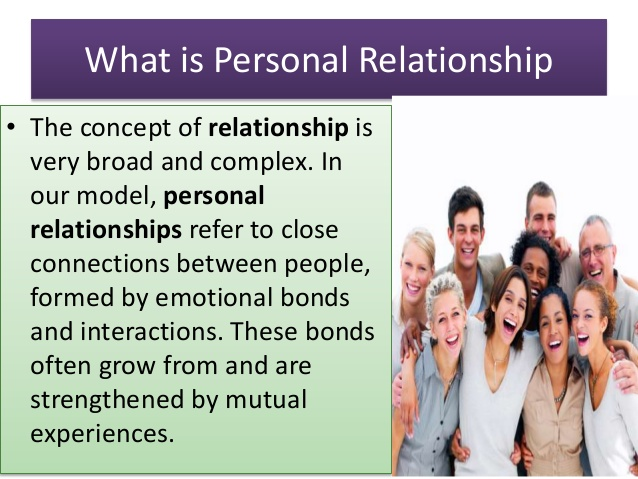 What is Personal Relationship
• The concept of relationship is
very broad and complex. In
our model, personal
relationships refer to close
connections between people,
formed by emotional bonds
and interactions. These bonds
often grow from and are
strengthened by mutual
experiences.